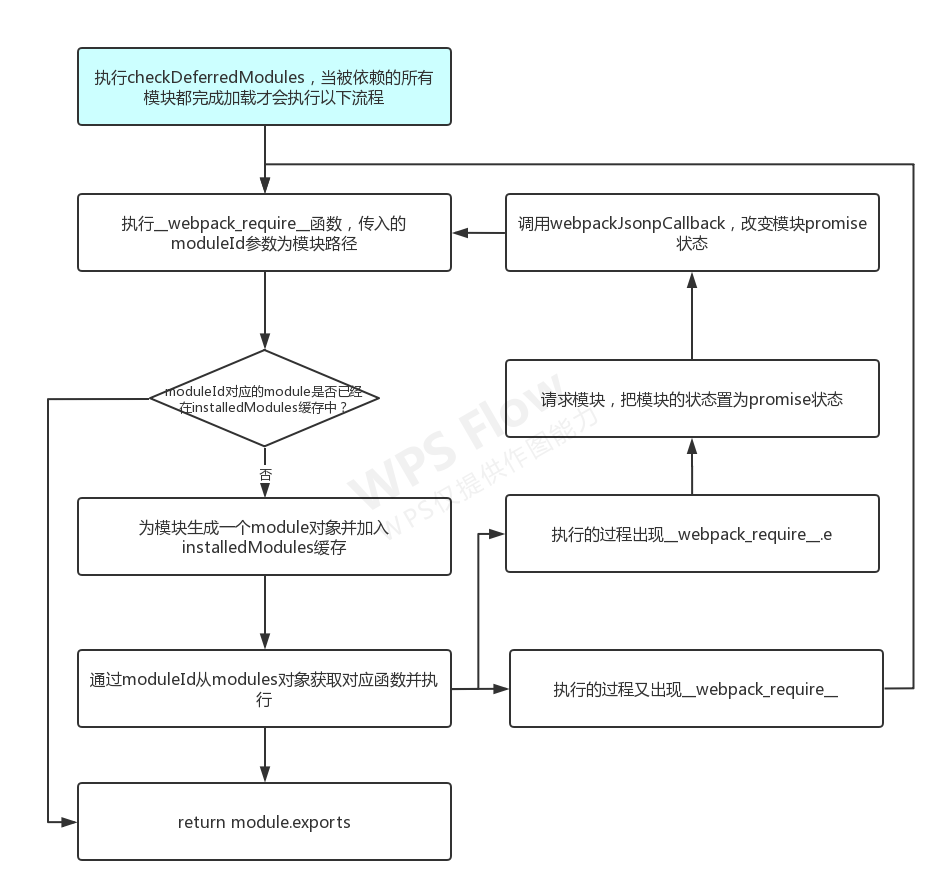 执行checkDeferredModules，当被依赖的所有
模块都完成加载才会执行以下流程
执行__webpack_require__函数，传入的
moduleId参数为模块路径
调用webpackJsonpCallback，改变模块promise
状态
moduleId对应的module是否已经
在installedModules缓存中？
请求模块，把模块的状态置为promise状态
WPS Flow
WPS仅提供作图能力
否
为模块生成一个module对象并加入
installedModules缓存
执行的过程出现__webpack_require__.e
通过moduleId从modules对象获取对应函数并执
行
执行的过程又出现__webpack_require__
return module.exports